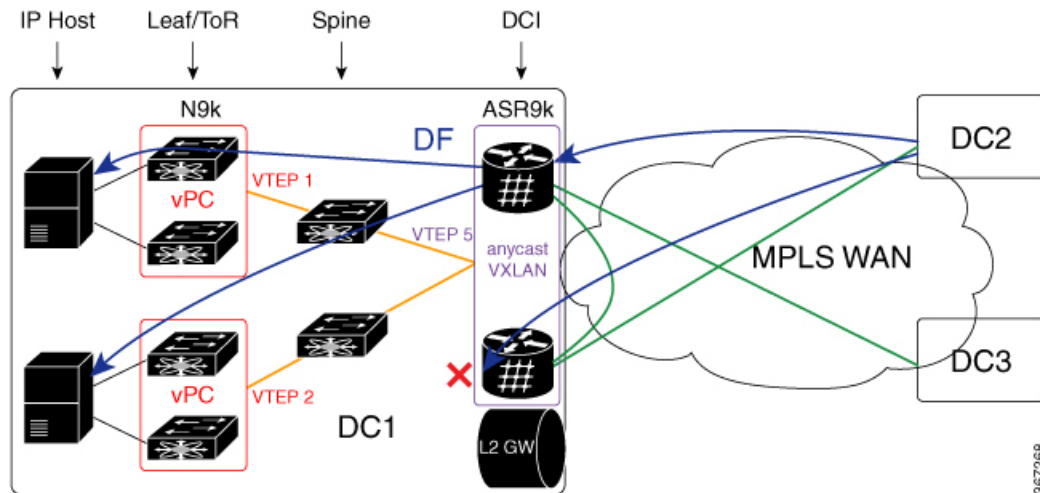 IP Host
Leaf/ToR
Spine
DCI
N9k
ASR9k
DF
DC2
VTEP 1
vPC
VTEP 5
anycast
VXLAN
MPLS WAN
vPC
VTEP 2
DC1
DC3
L2 GW
367268